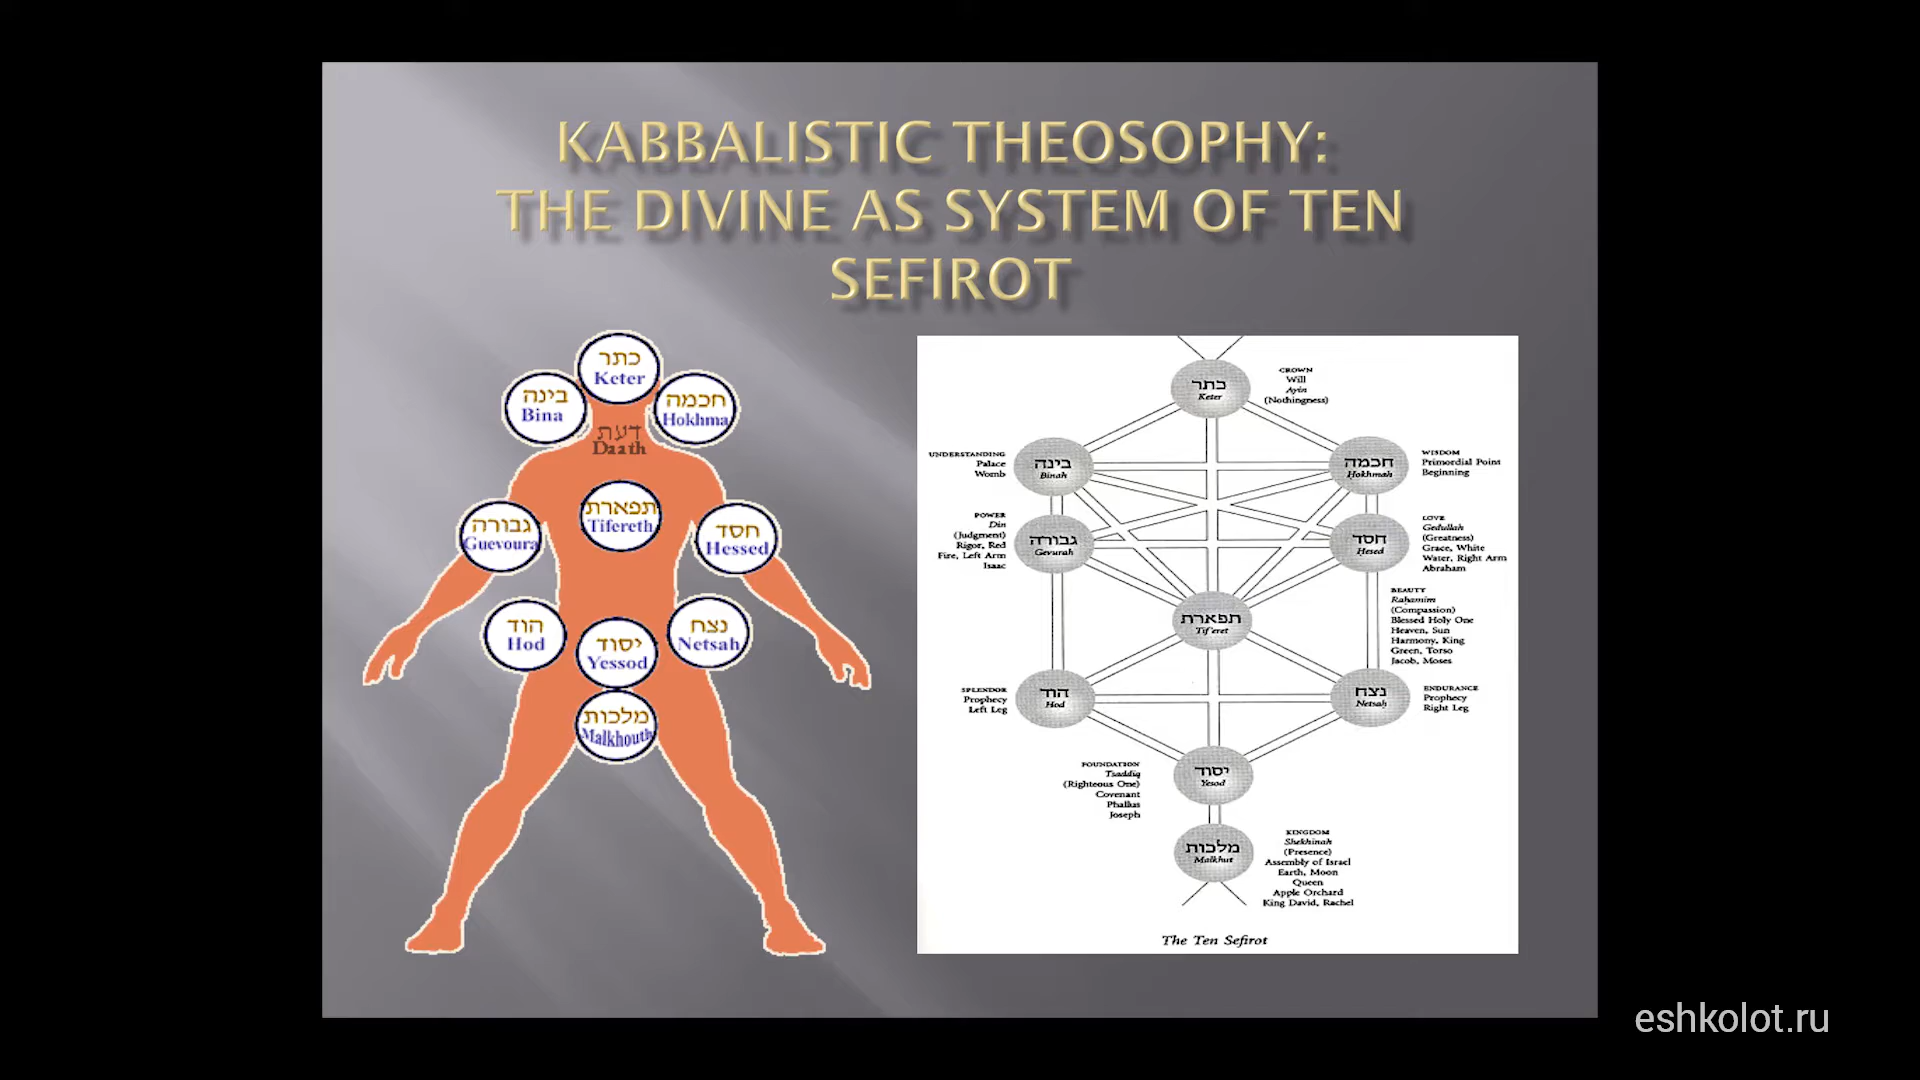 KABBALISTIC THEOSOPHY:
THE DIVINE AS SYSTEM OF TEN
SEFIROT
כתר
Keter
בינה
Bina
חכמה
Hokhma
דעת
Daath
תפארת
Tifereth
גבורה
Guevoura
חסד
Hessed
הוד
Hod
יסוד
Yessod
נצח
Netsah
מלכות
Malkhouth
כתר
Keter
CROWN
Will
Ayin
(Nothingness)
UNDERSTANDING
Palace
Womb
בינה
Binah
חכמה
Ḥokhmah
WISDOM
Primordial Point
Beginning
POWER
Din
(Judgment)
Rigor, Red
Fire, Left Arm
Isaac
גבורה
Gevurah
חסד
Ḥesed
LOVE
Gedullah
(Greatness)
Grace, White
Water, Right Arm
Abraham
תפארת
Tif'eret
BEAUTY
Raḥamim
(Compassion)
Blessed Holy One
Heaven, Sun
Harmony, King
Green, Torso
Jacob, Moses
SPLENDOR
Prophecy
Left Leg
הוד
Hod
נצח
Netsaḥ
ENDURANCE
Prophecy
Right Leg
FOUNDATION
Tsaddiq
(Righteous One)
Covenant
Phallus
Joseph
יסוד
Yesod
מלכות
Malkhut
KINGDOM
Shekhinah
(Presence)
Assembly of Israel
Earth, Moon
Queen
Apple Orchard
King David, Rachel
The Ten Sefirot
eshkolot.ru